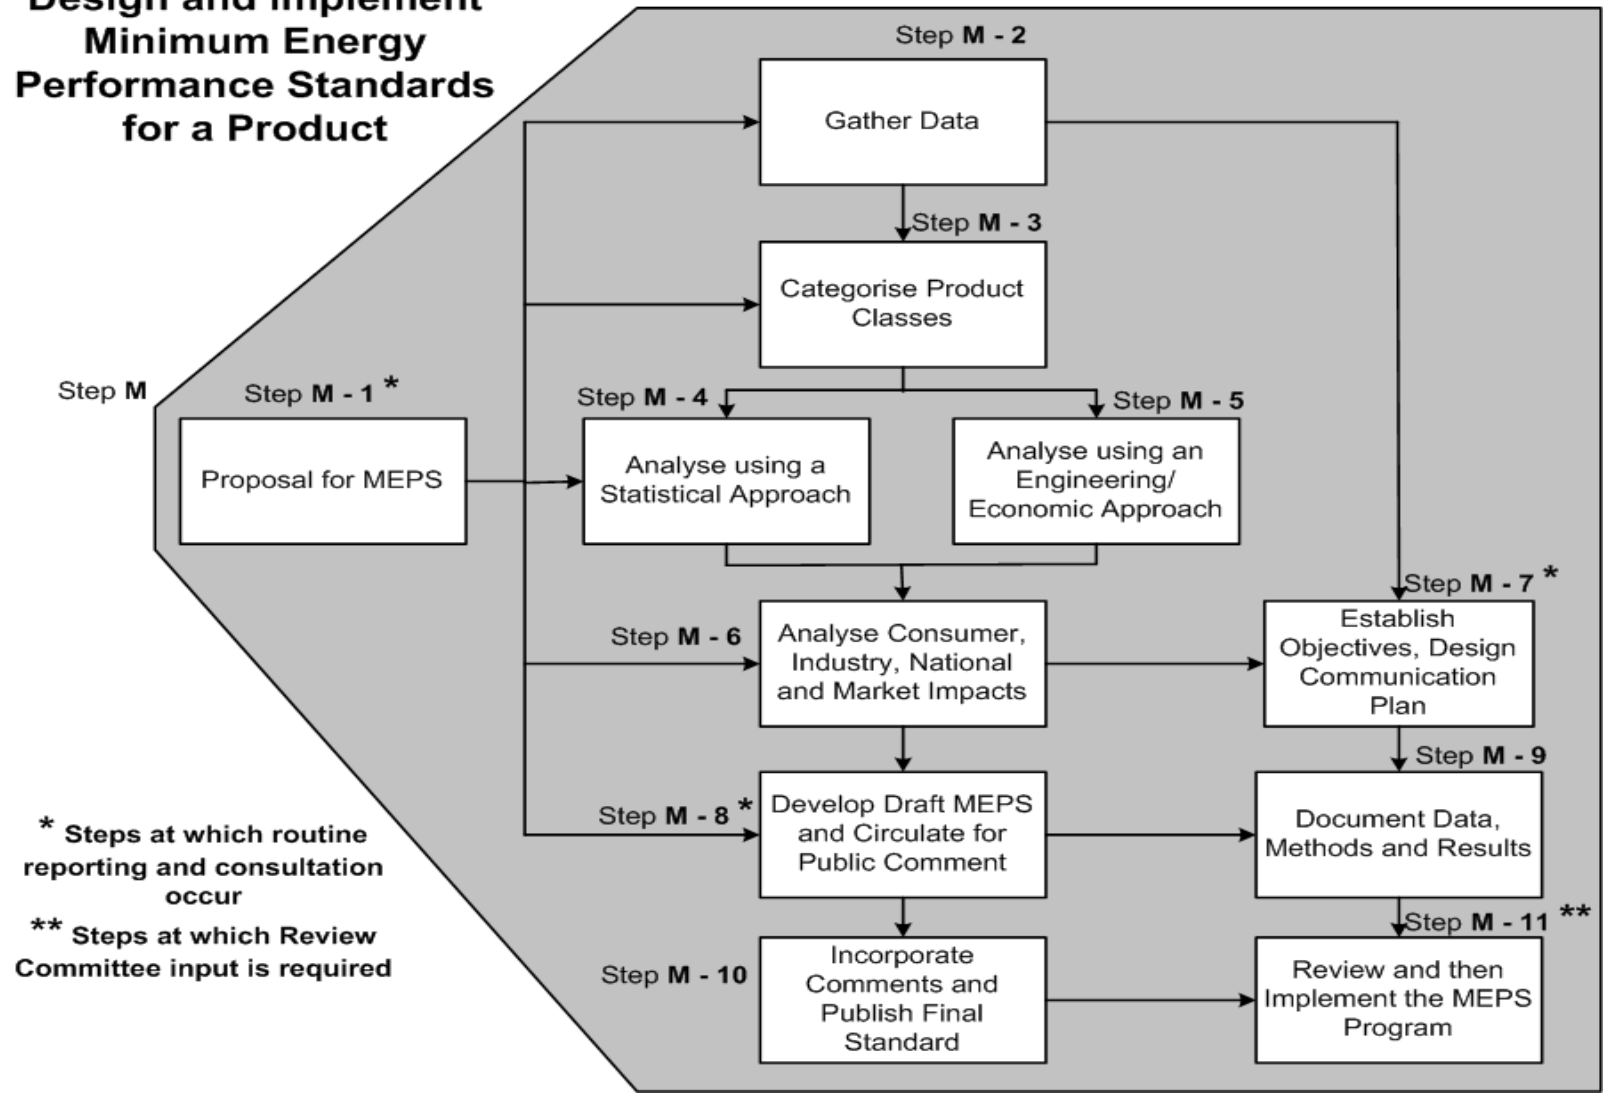 Design and Implement
Minimum Energy
Performance Standards
for a Product
Step M - 2
Gather Data
Step M - 3
Categorise Product
Classes
Step M
Step M - 1 *
Proposal for MEPS
Step M - 4
Analyse using a
Statistical Approach
Step M - 5
Analyse using an
Engineering/
Economic Approach
Step M - 6
Analyse Consumer,
Industry, National
and Market Impacts
Step M - 7 *
Establish
Objectives, Design
Communication
Plan
Step M - 8 *
Develop Draft MEPS
and Circulate for
Public Comment
Step M - 9
Document Data,
Methods and Results
Step M - 10
Incorporate
Comments and
Publish Final
Standard
Step M - 11 **
Review and then
Implement the MEPS
Program
* Steps at which routine
reporting and consultation
occur
** Steps at which Review
Committee input is required